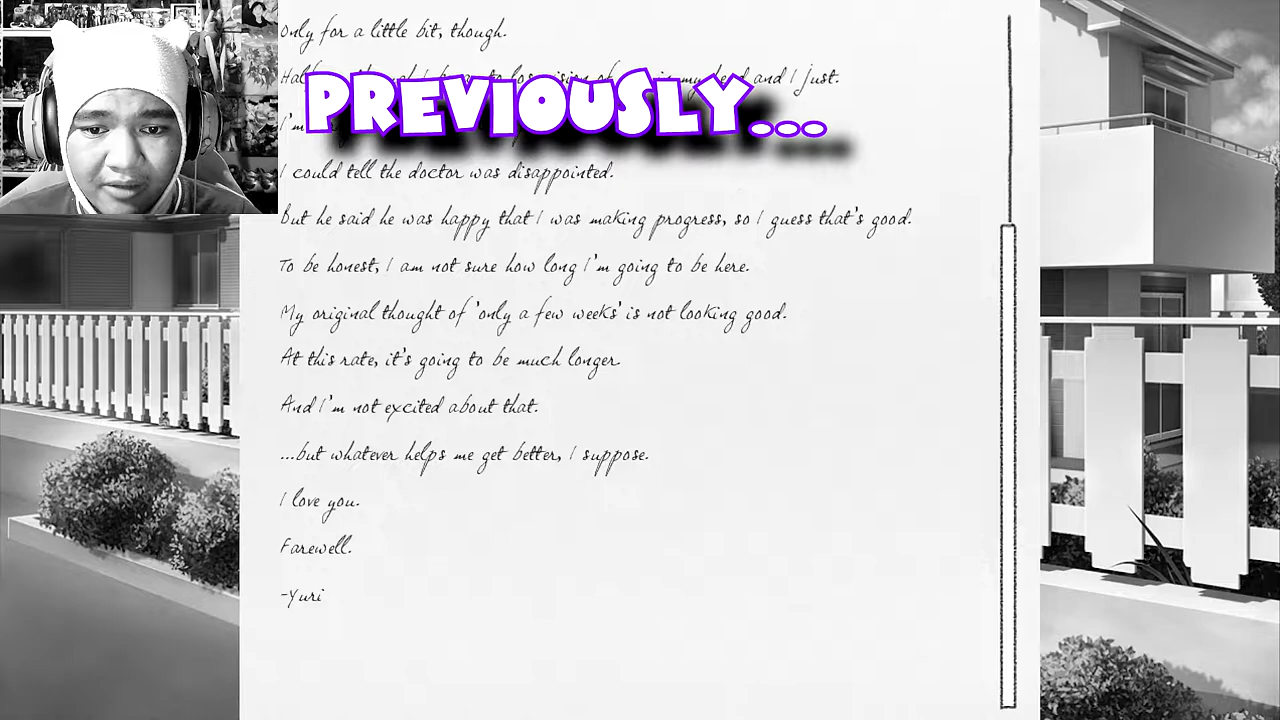 only for a little bit, though.
and I just.
PREVIOUSLY...
I'm
I could tell the doctor was disappointed.
but he said he was happy that I was making progress, so I guess that's good.
To be honest, I am not sure how long I'm going to be here.
My original thought of 'only a few weeks' is not looking good.
At this rate, it's going to be much longer
And I'm not excited about that.
...but whatever helps me get better, I suppose.
I love you.
Farewell.
-Yuri